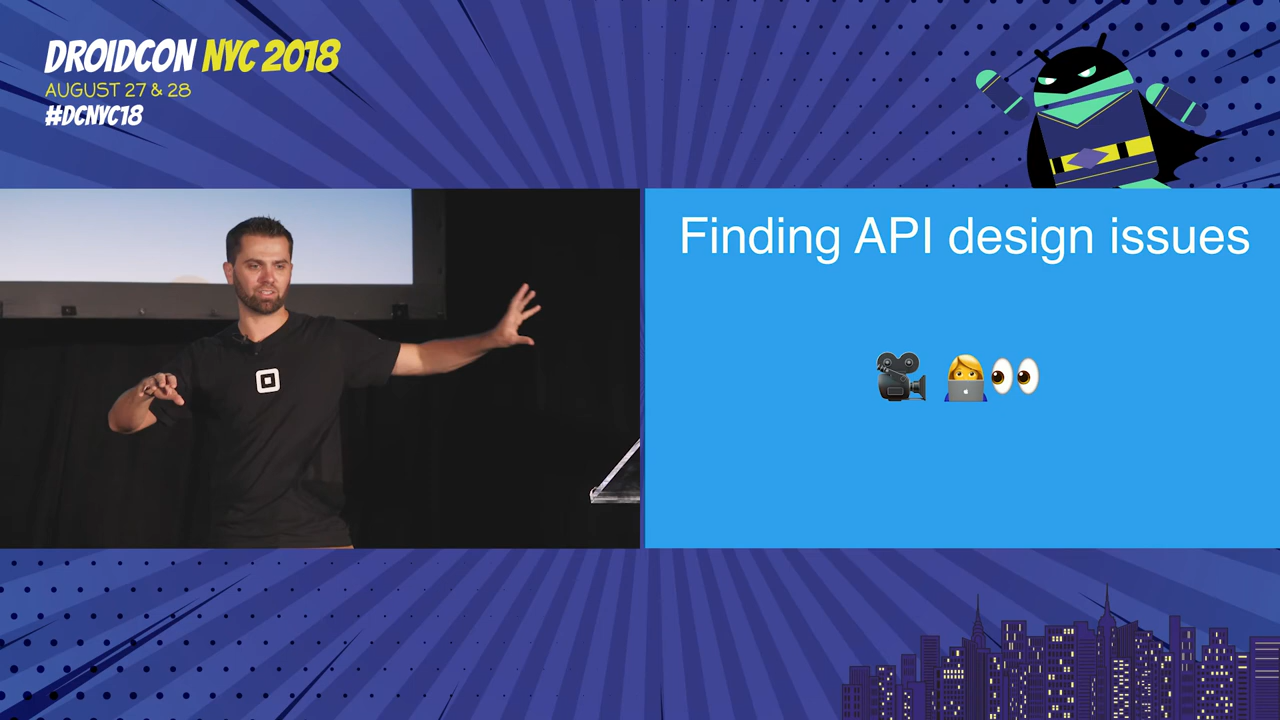 DROIDCON NYC 2018
AUGUST 27 & 28
#DCNYC18
Finding API design issues